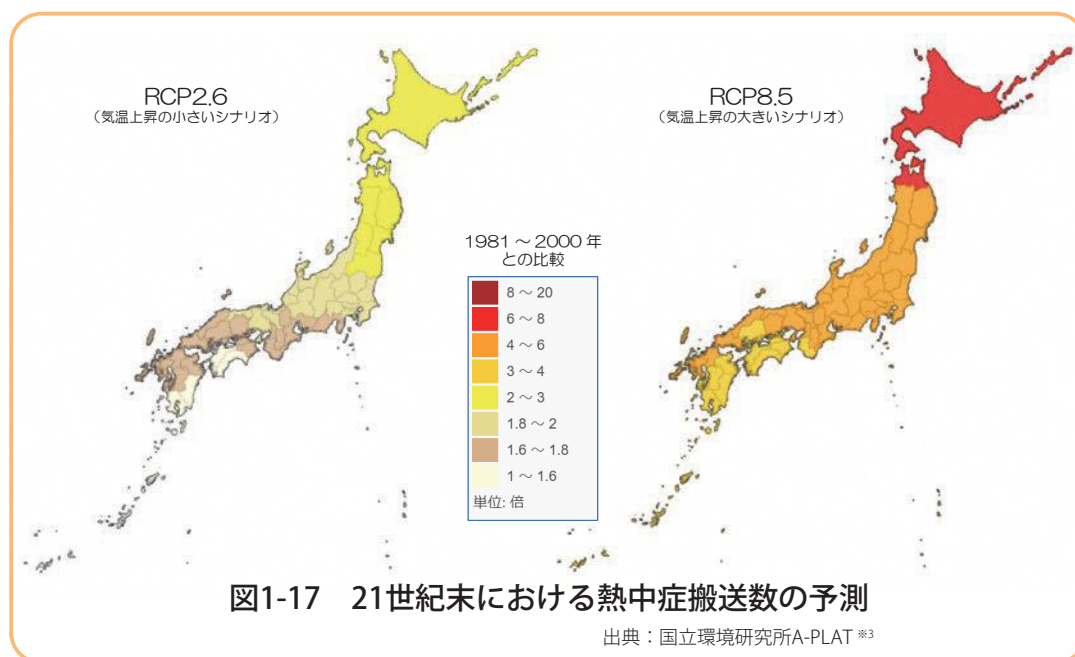 RCP2.6
（気温上昇の小さいシナリオ）
RCP8.5
（気温上昇の大きいシナリオ）
1981 ～ 2000 年
との比較
8 ～ 20
6 ～ 8
4 ～ 6
3 ～ 4
2 ～ 3
1.8 ～ 2
1.6 ～ 1.8
1 ～ 1.6
単位: 倍
図1-17　21世紀末における熱中症搬送数の予測
出典：国立環境研究所A-PLAT ※3